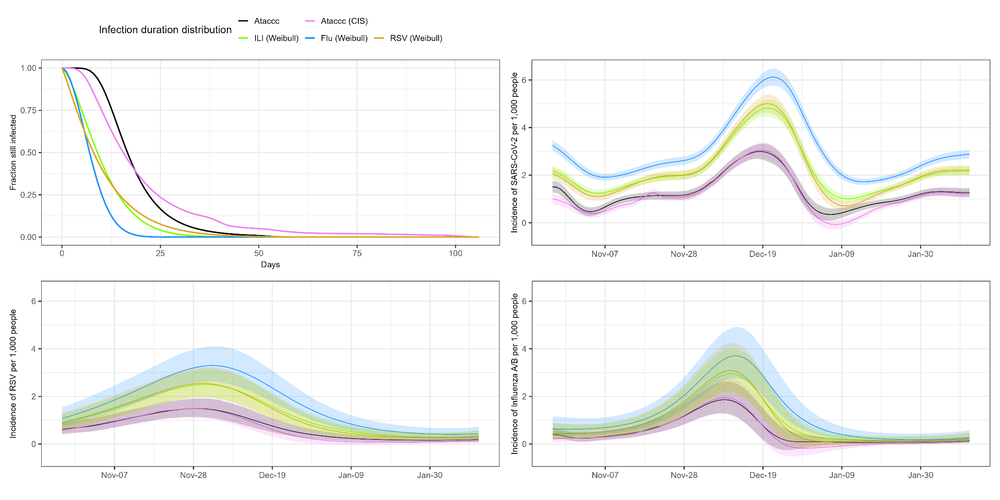 Infection duration distribution
Ataccc
Ataccc (CIS)
ILI (Weibull)
Flu (Weibull)
RSV (Weibull)
Fraction still infected
1.00
0.75
0.50
0.25
0.00
0
25
50
75
100
Days
Incidence of SARS-CoV-2 per 1,000 people
6
4
2
0
Nov-07
Nov-28
Dec-19
Jan-09
Jan-30
Incidence of RSV per 1,000 people
6
4
2
0
Nov-07
Nov-28
Dec-19
Jan-09
Jan-30
Incidence of Influenza A/B per 1,000 people
6
4
2
0
Nov-07
Nov-28
Dec-19
Jan-09
Jan-30